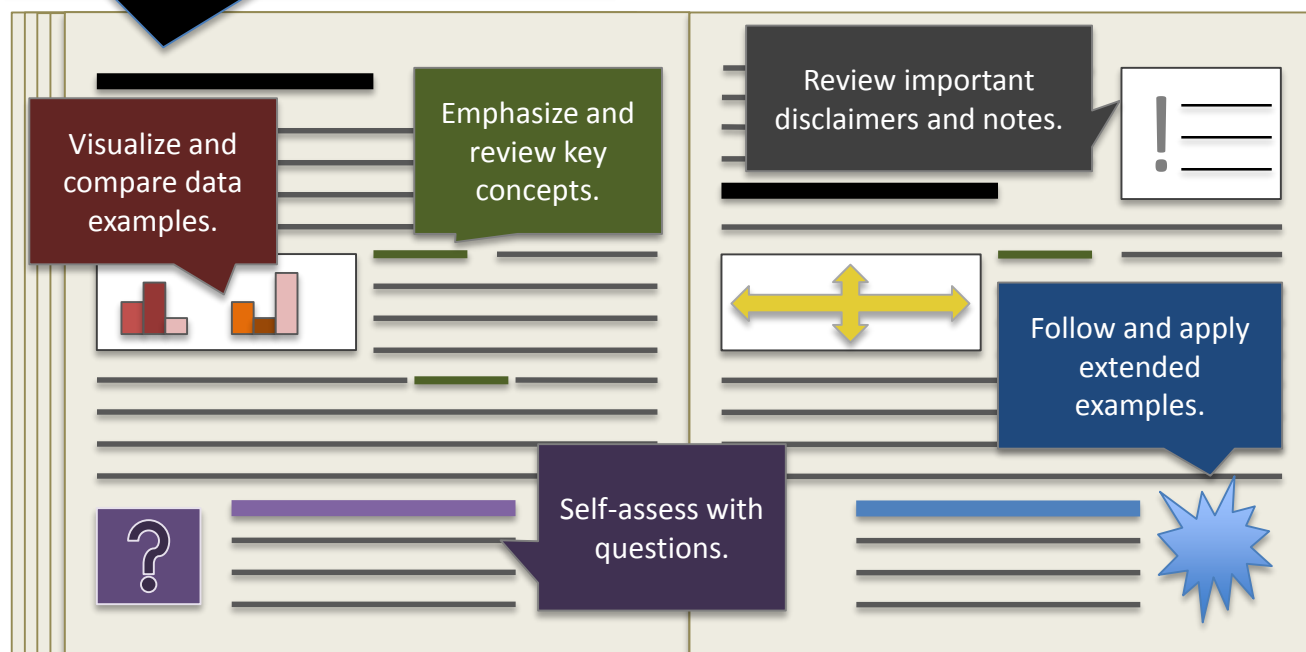 Visualize and
compare data
examples.
Emphasize and
review key
concepts.
Review important
disclaimers and notes.
Follow and apply
extended
examples.
Self-assess with
questions.
?
!